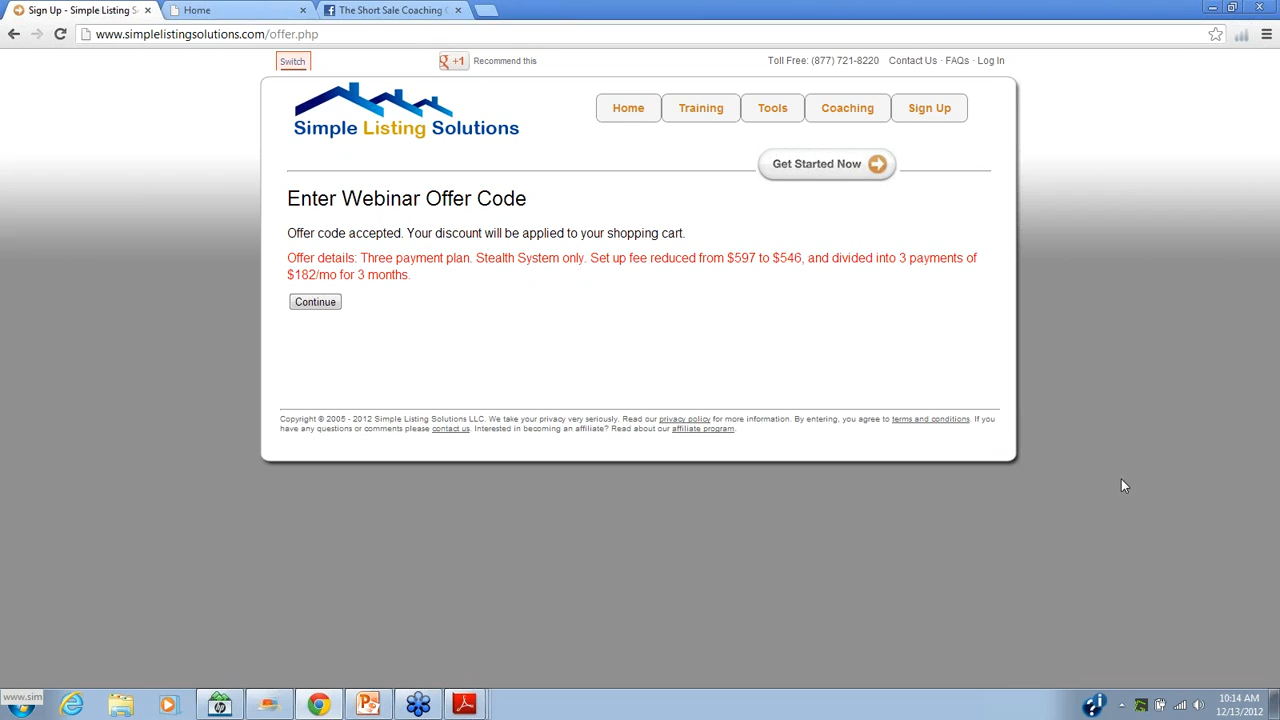 Sign Up - Simple Listing S
Home
The Short Sale Coaching
www.simplelistingsolutions.com/offer.php
Switch
+1 Recommend this
Toll Free: (877) 721-8220 Contact Us · FAQs · Log In
Simple Listing Solutions
Home Training Tools Coaching Sign Up
Get Started Now
Enter Webinar Offer Code
Offer code accepted. Your discount will be applied to your shopping cart.
Offer details: Three payment plan. Stealth System only. Set up fee reduced from $597 to $546, and divided into 3 payments of
$182/mo for 3 months.
Continue
Copyright © 2005 - 2012 Simple Listing Solutions LLC. We take your privacy very seriously. Read our privacy policy for more information. By entering, you agree to terms and conditions. If you
have any questions or comments please contact us. Interested in becoming an affiliate? Read about our affiliate program.
www.sim
10:14 AM
12/13/2012